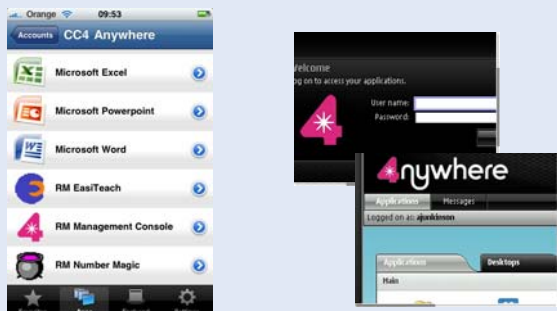 Orange 09:53
Accounts CC4 Anywhere
Microsoft Excel
Microsoft Powerpoint
Microsoft Word
RM EasiTeach
RM Management Console
RM Number Magic
Welcome
og on to access your applications.
User name:
Password:
4nywhere
Applications Messages
Logged on as: ajonkinson
Applications Desktops
Main